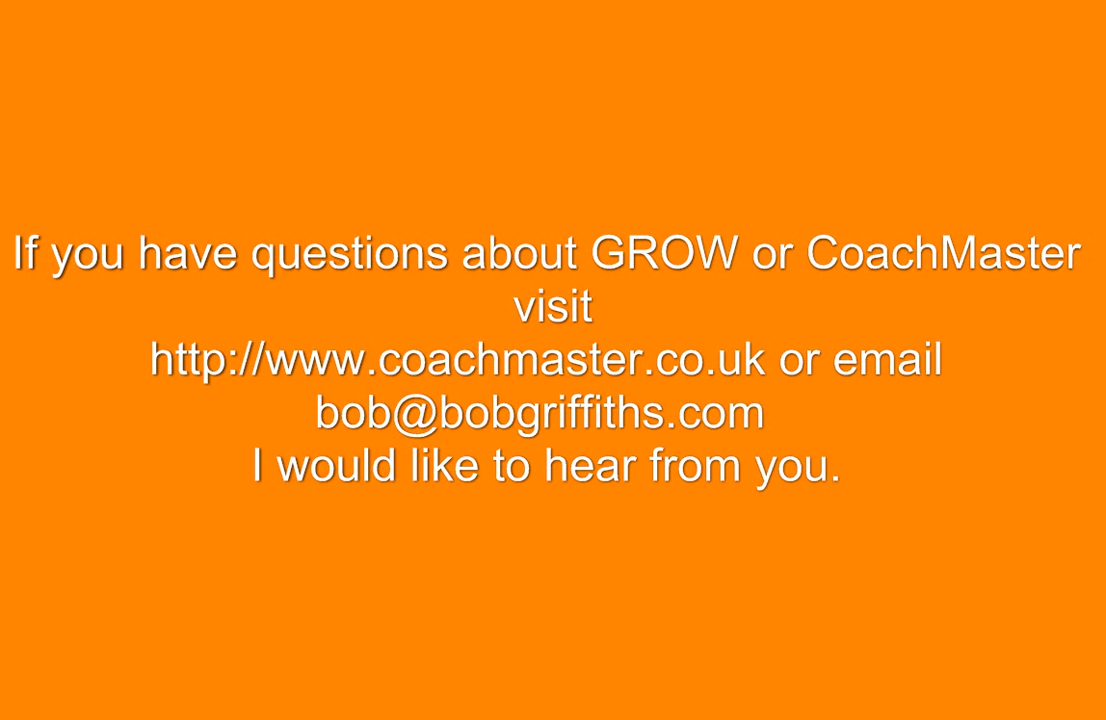 If you have questions about GROW or CoachMaster
visit
http://www.coachmaster.co.uk or email
bob@bobgriffiths.com
I would like to hear from you.